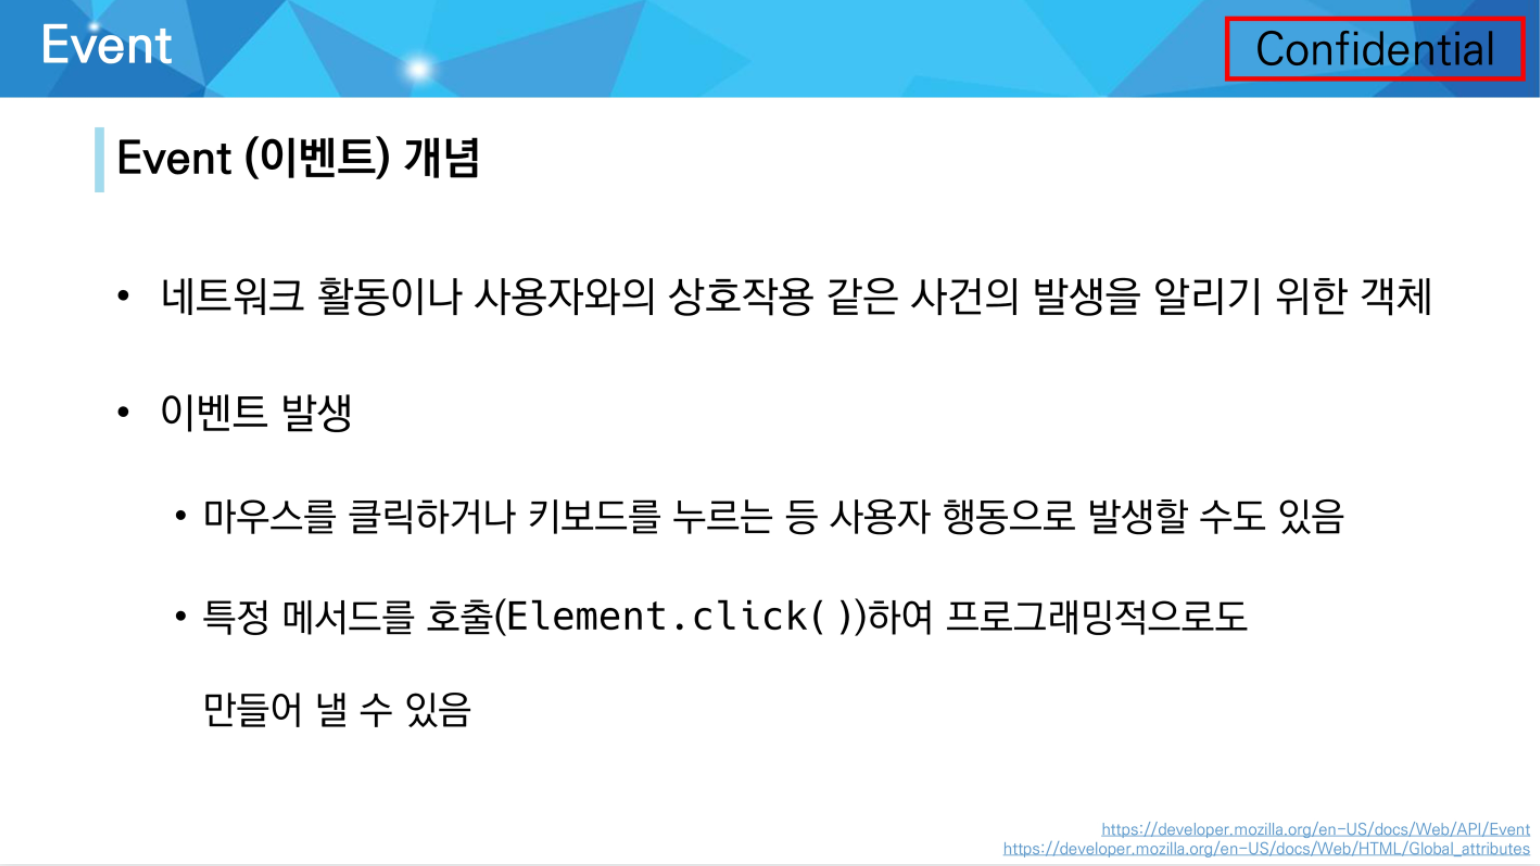 Event
Confidential
Event (이벤트) 개념
• 네트워크 활동이나 사용자와의 상호작용 같은 사건의 발생을 알리기 위한 객체
• 이벤트 발생
• 마우스를 클릭하거나 키보드를 누르는 등 사용자 행동으로 발생할 수도 있음
• 특정 메서드를 호출(Element.click())하여 프로그래밍적으로도
만들어 낼 수 있음
https://developer.mozilla.org/en-US/docs/Web/API/Event
https://developer.mozilla.org/en-US/docs/Web/HTML/Global_attributes